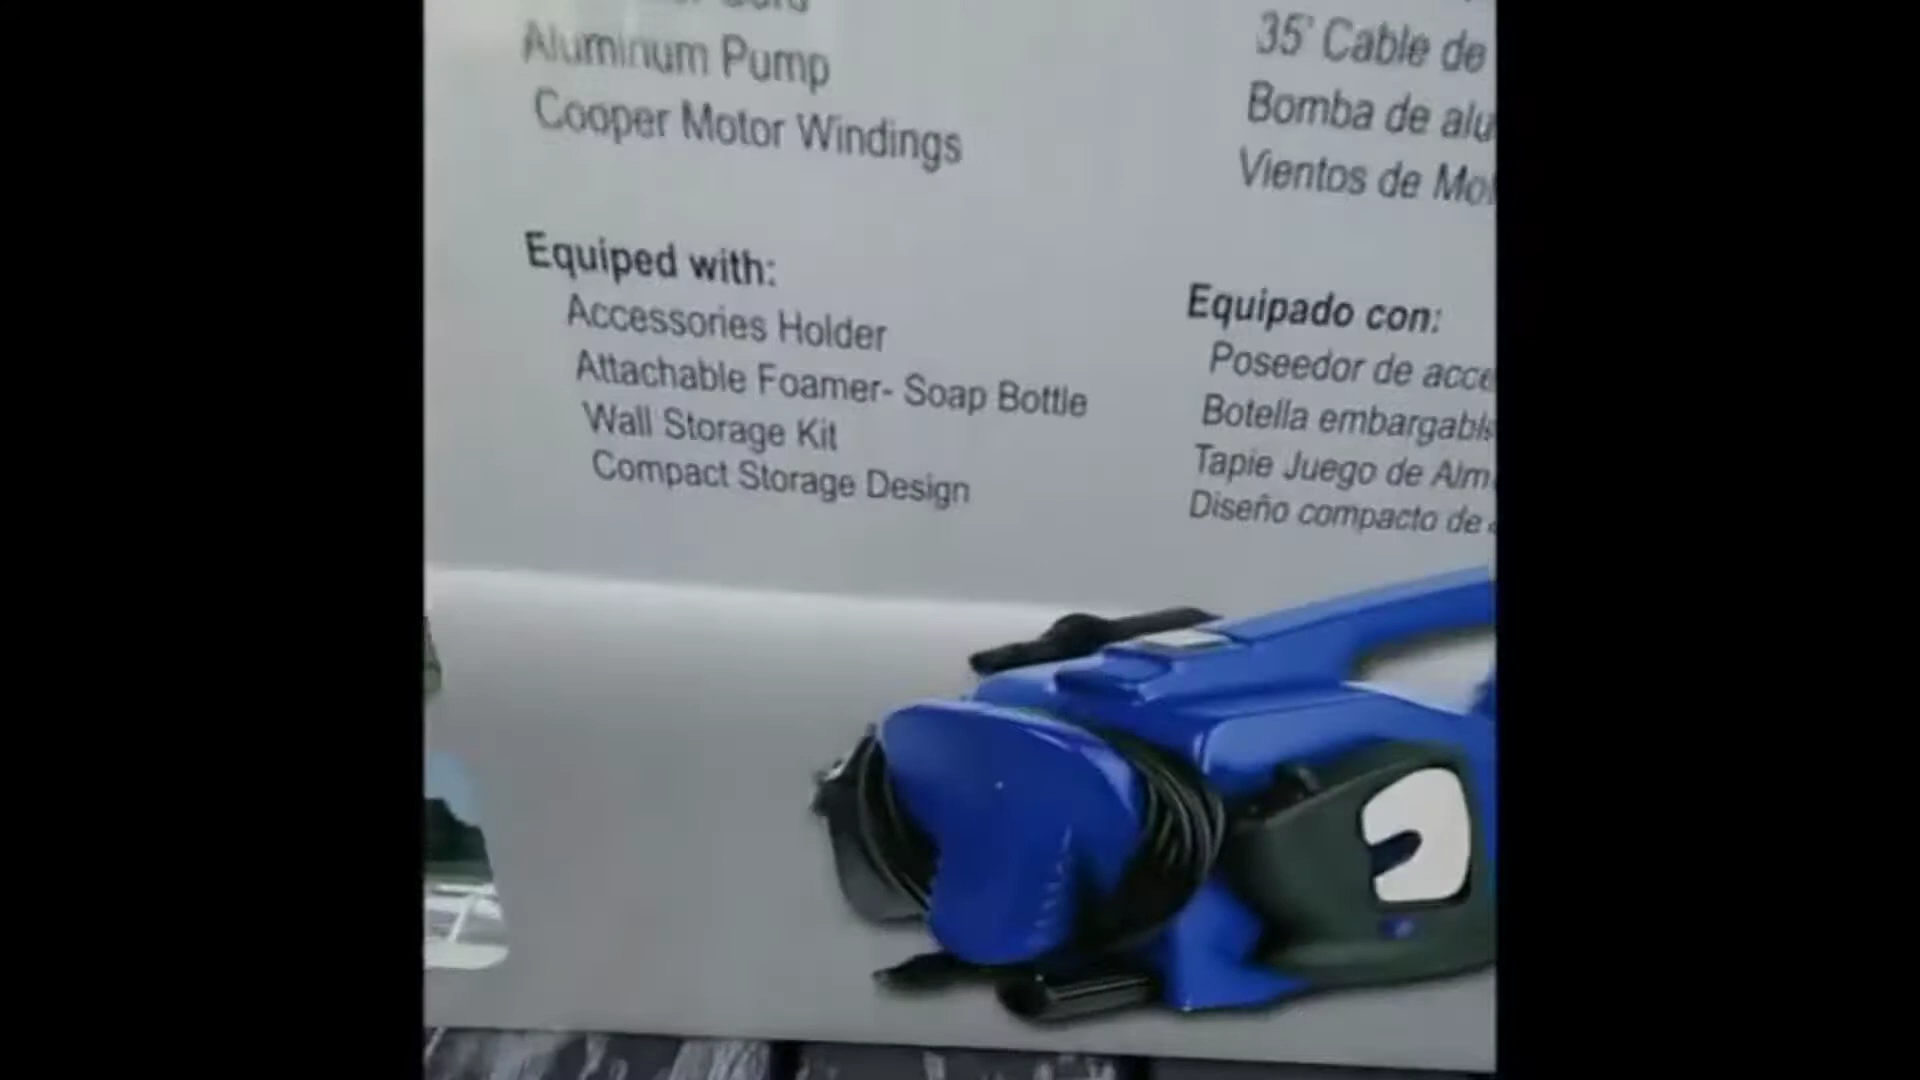 Aluminum Pump
Cooper Motor Windings
Equiped with:
Accessories Holder
Attachable Foamer- Soap Bottle
Wall Storage Kit
Compact Storage Design
35' Cable de
Bomba de alu
Vientos de Mo
Equipado con:
Poseedor de acce
Botella embargabl
Tapie Juego de Alm
Diseño compacto de